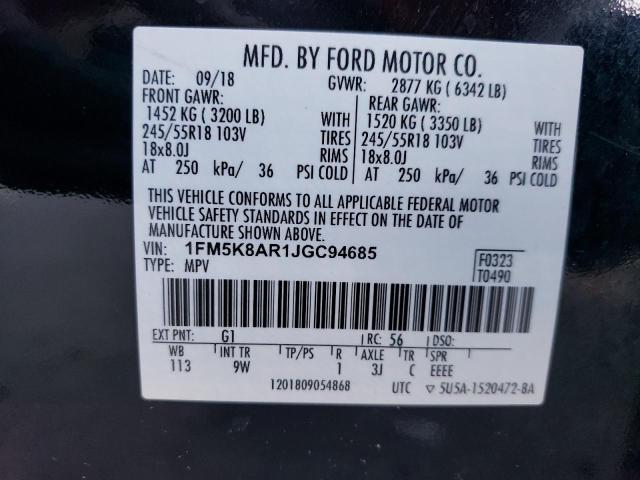 MFD. BY FORD MOTOR CO.
DATE: 09/18 GVWR: 2877 KG ( 6342 LB)
FRONT GAWR: REAR GAWR:
1452 KG ( 3200 LB) WITH 1520 KG ( 3350 LB) WITH
245/55R18 103V TIRES 245/55R18 103V TIRES
18x8.0J RIMS 18x8.0J RIMS
AT 250 kPa/ 36 PSI COLD AT 250 kPa/ 36 PSI COLD
THIS VEHICLE CONFORMS TO ALL APPLICABLE FEDERAL MOTOR
VEHICLE SAFETY STANDARDS IN EFFECT ON THE DATE OF
MANUFACTURE SHOWN ABOVE.
VIN: 1FM5K8AR1JGC94685 F0323
TYPE: MPV T0490
EXT PNT: G1 RC: 56 DSO:
WB INT TR TP/PS R AXLE TR SPR
113 9W 1 3J C EEEE
1201809054868 UTC ▽ 5U5A-1520472-BA